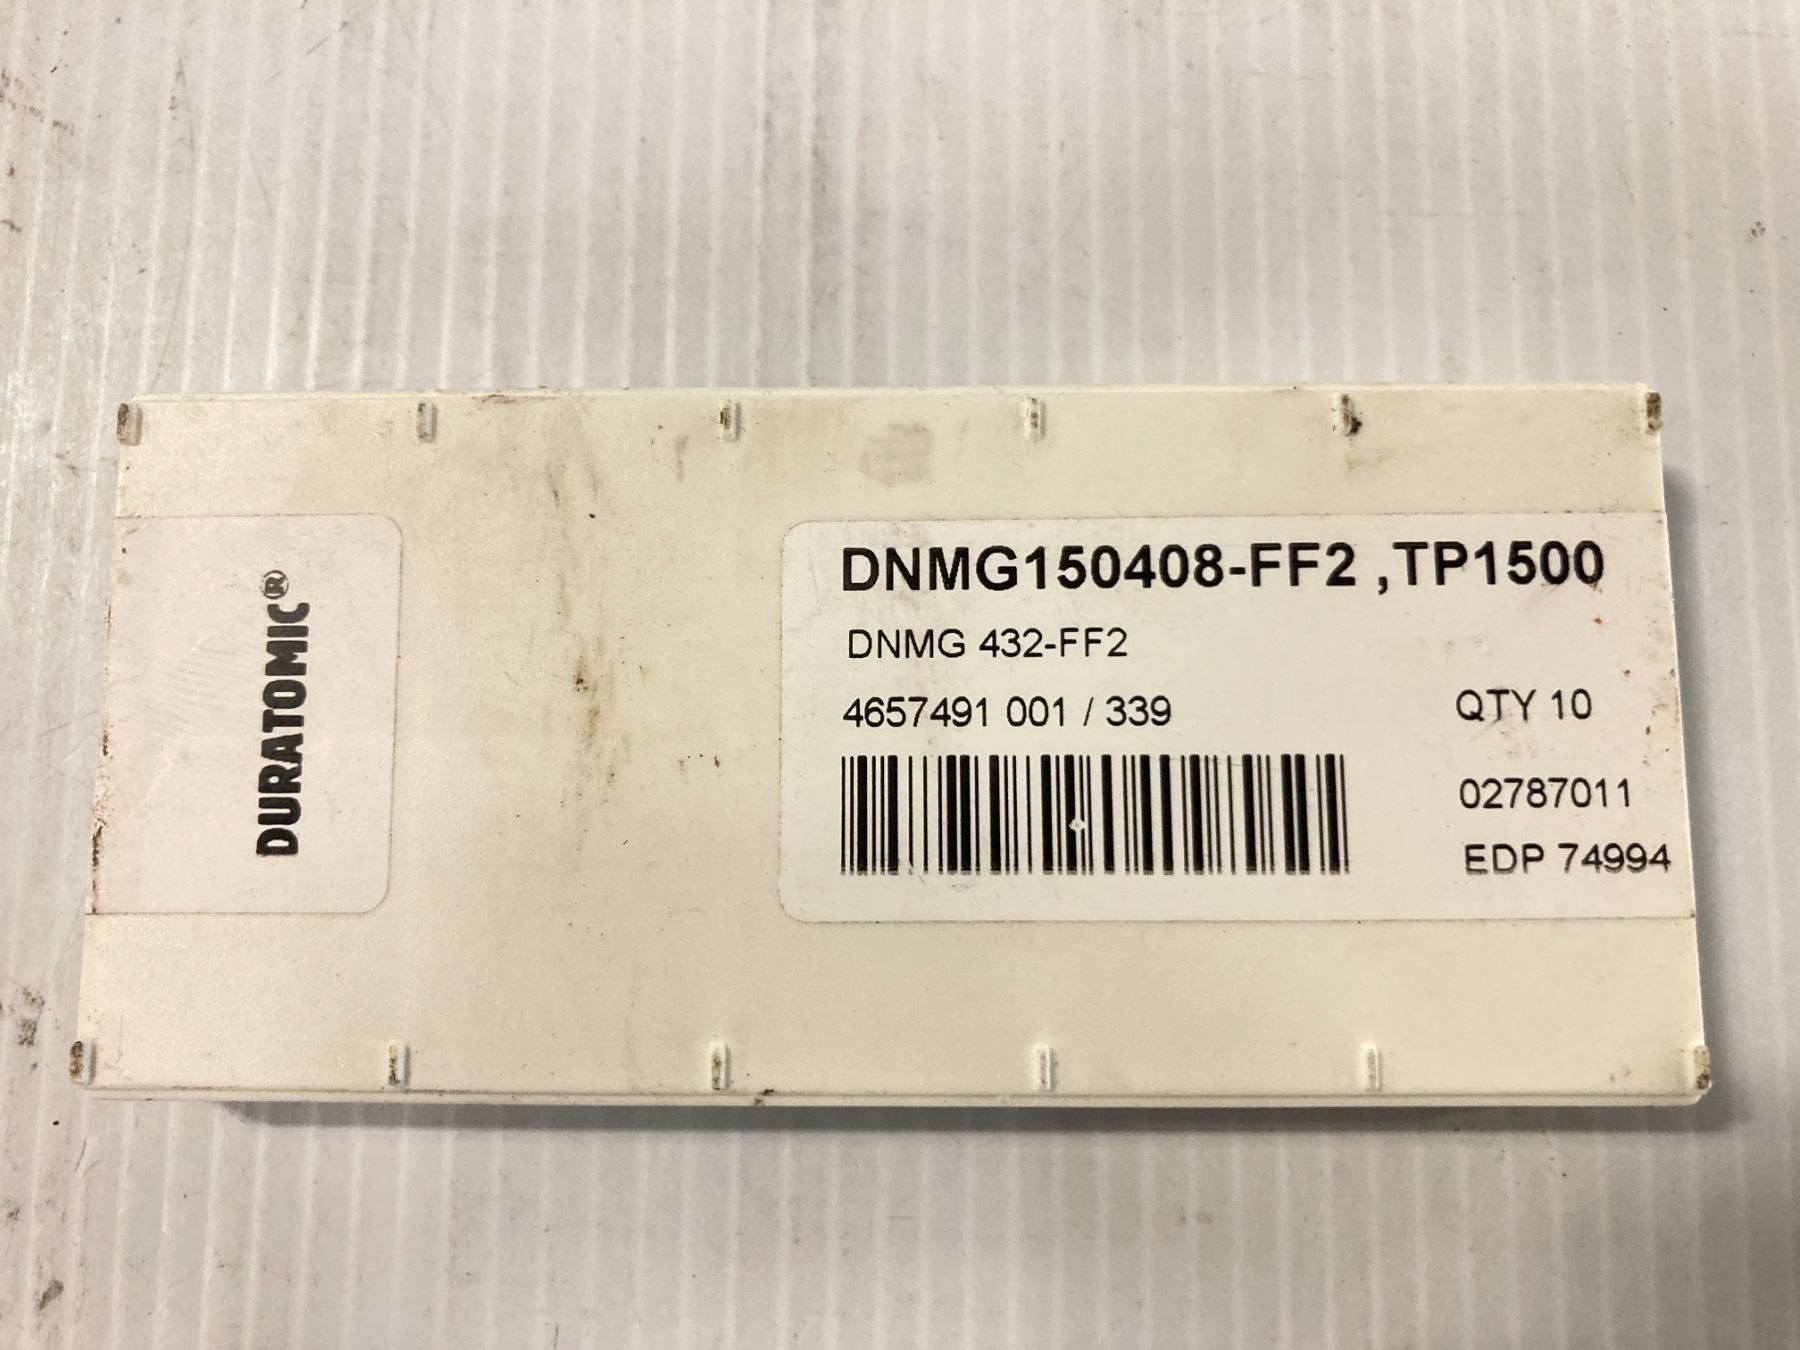 DURATOMIC®
DNMG150408-FF2 ,TP1500
DNMG 432-FF2
4657491 001 / 339
QTY 10
02787011
EDP 74994